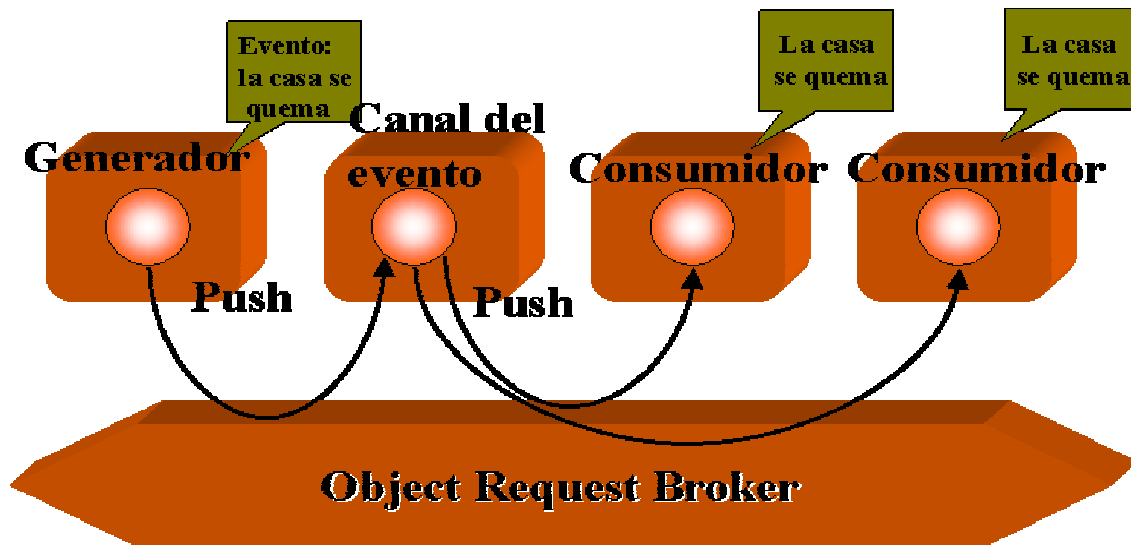 Evento:
la casa se
quema
La casa
se quema
La casa
se quema
Generador
Canal del
evento
Consumidor
Consumidor
Push
Push
Object Request Broker